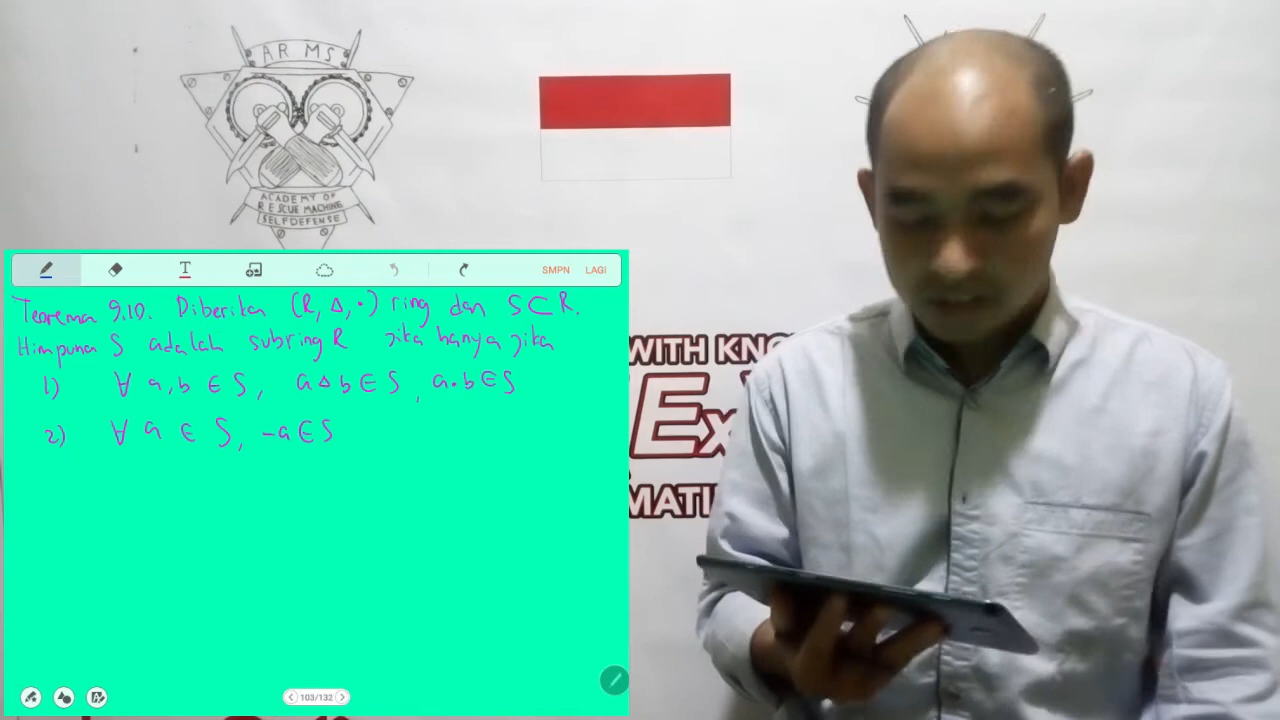 ARMS
ACADEMY OF
RESCUE MACHINE
SELFDEFENSE
SMPN LAGI
Teorema 9.10. Diberikan (R, Δ, •) ring dan S⊂R.
Himpunan S adalah subring R jika hanya jika
1) ∀ a,b ∈ S, a Δ b ∈ S, a•b ∈ S
2) ∀ a ∈ S, -a ∈ S
WITH
Ex
MATI
103/132